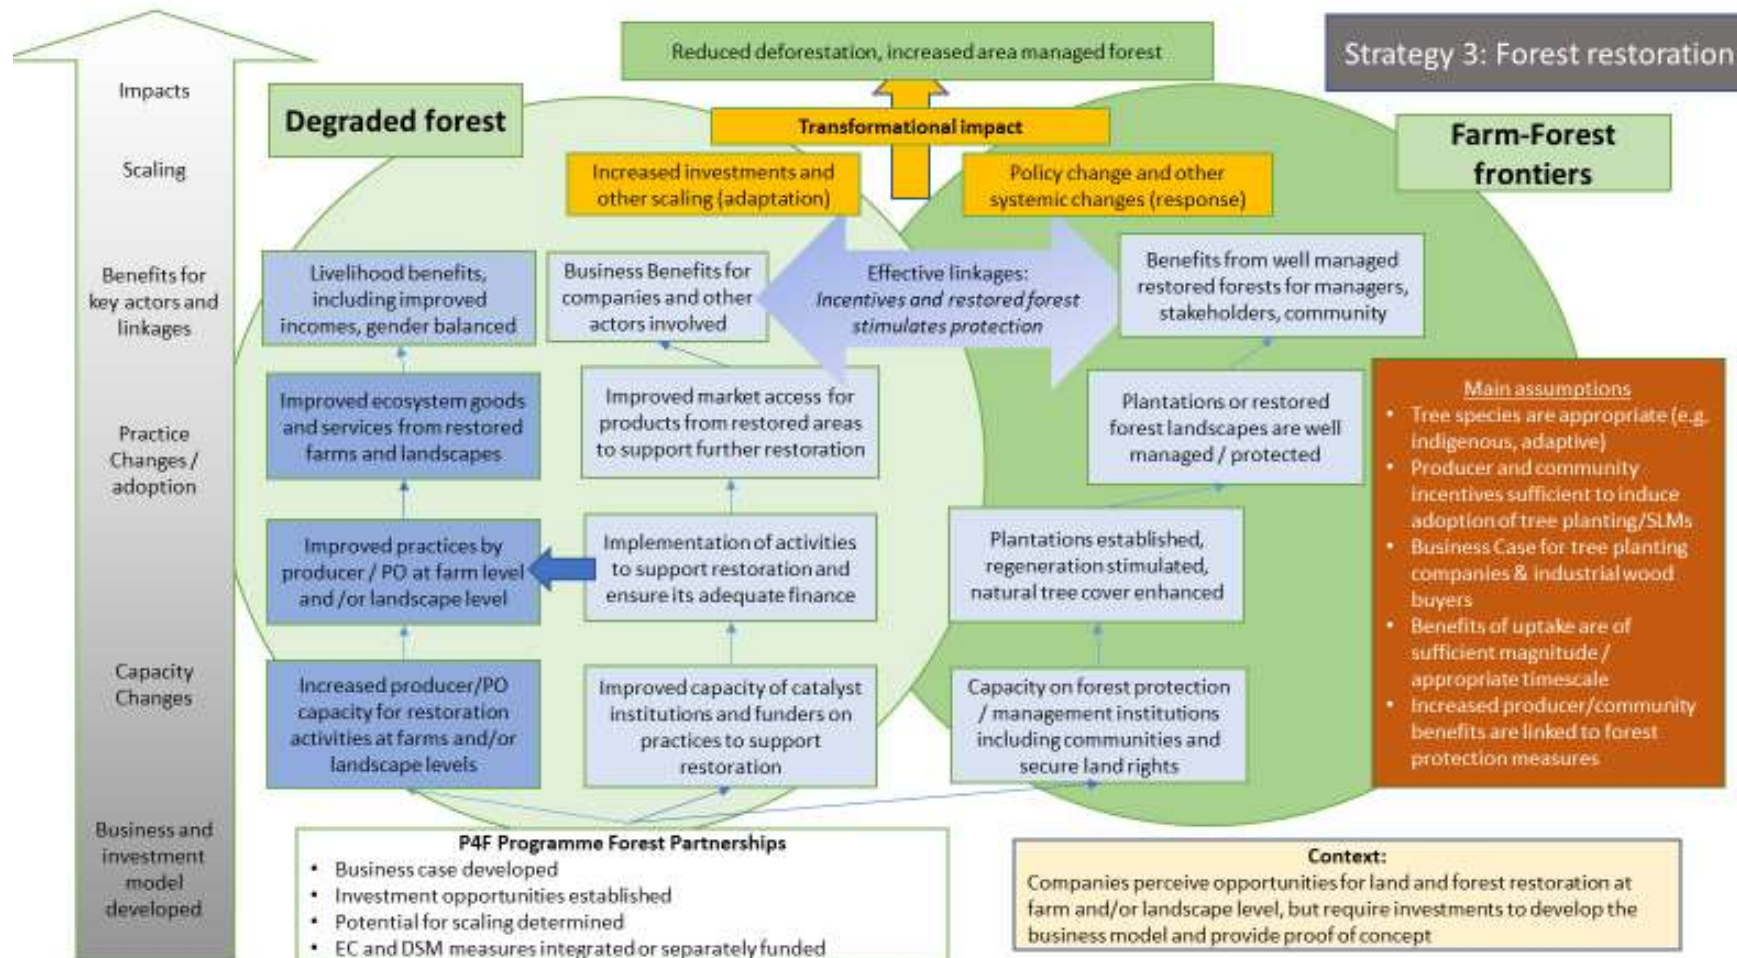 Reduced deforestation, increased area managed forest
Strategy 3: Forest restoration
Impacts
Degraded forest
Transformational impact
Farm-Forest
frontiers
Scaling
Increased investments and
other scaling (adaptation)
Policy change and other
systemic changes (response)
Benefits for
key actors and
linkages
Livelihood benefits,
including improved
incomes, gender balanced
Business Benefits for
companies and other
actors involved
Effective linkages:
Incentives and restored forest
stimulates protection
Benefits from well managed
restored forests for managers,
stakeholders, community
Practice
Changes /
adoption
Improved ecosystem goods
and services from restored
farms and landscapes
Improved market access for
products from restored areas
to support further restoration
Plantations or restored
forest landscapes are well
managed / protected
Main assumptions
• Tree species are appropriate (e.g.
indigenous, adaptive)
• Producer and community
incentives sufficient to induce
adoption of tree planting/SLMs
• Business Case for tree planting
companies & industrial wood
buyers
• Benefits of uptake are of
sufficient magnitude /
appropriate timescale
• Increased producer/community
benefits are linked to forest
protection measures
Improved practices by
producer / PO at farm level
and /or landscape level
Implementation of activities
to support restoration and
ensure its adequate finance
Plantations established,
regeneration stimulated,
natural tree cover enhanced
Capacity
Changes
Increased producer/PO
capacity for restoration
activities at farms and/or
landscape levels
Improved capacity of catalyst
institutions and funders on
practices to support
restoration
Capacity on forest protection
/ management institutions
including communities and
secure land rights
Business and
investment
model
developed
P4F Programme Forest Partnerships
• Business case developed
• Investment opportunities established
• Potential for scaling determined
• EC and DSM measures integrated or separately funded
Context:
Companies perceive opportunities for land and forest restoration at
farm and/or landscape level, but require investments to develop the
business model and provide proof of concept